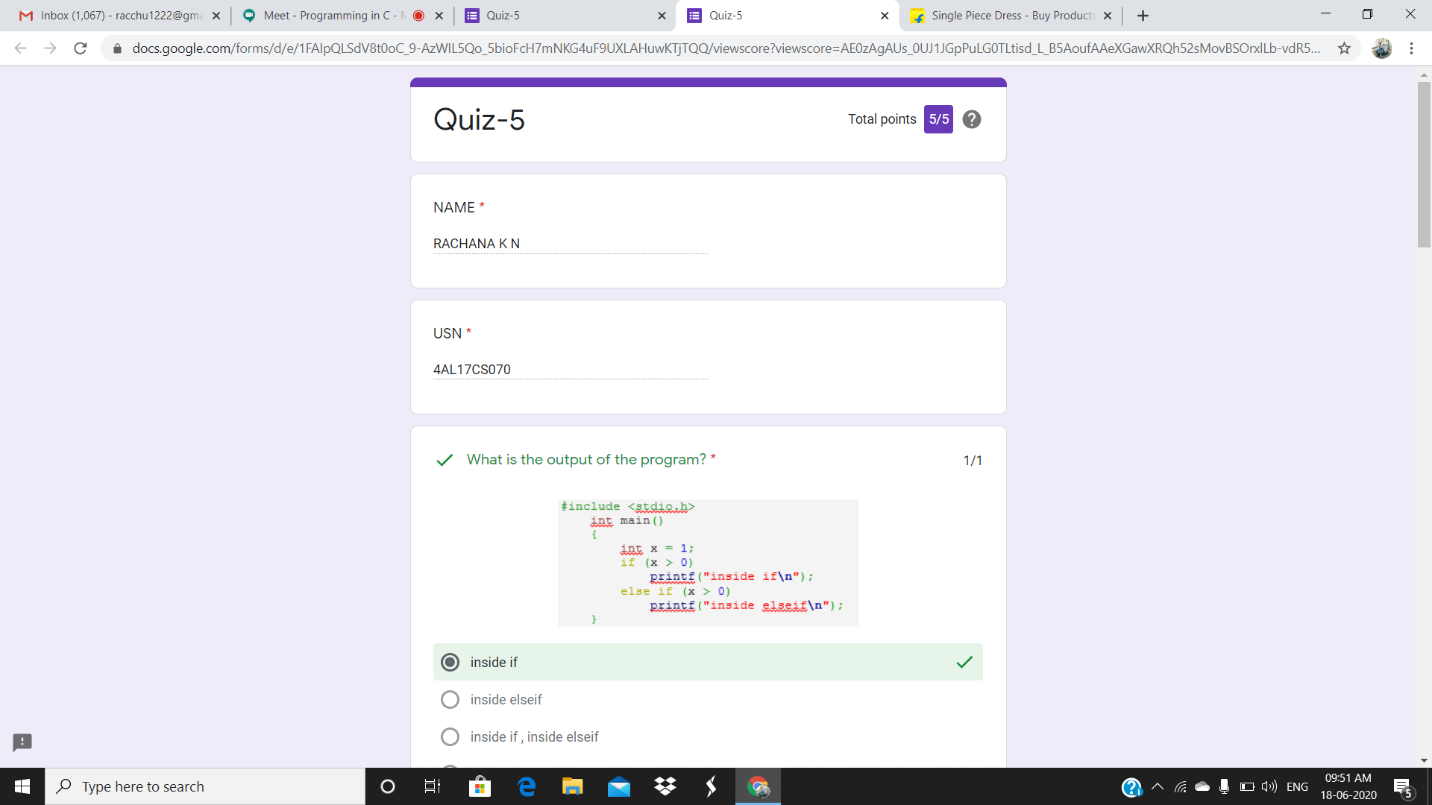 Inbox (1,067) - racchu1222@gma
Meet - Programming in C -
Quiz-5
Quiz-5
Single Piece Dress - Buy Products
docs.google.com/forms/d/e/1FAIpQLSdV8t0oC_9-AzWIL5Qo_5bioFcH7mNKG4uF9UXLAHuwKTjTQQ/viewscore?viewscore=AE0zAgAUs_0UJ1JGpPuLG0TLtisd_L_B5AoufAAeXGawXRQh52sMovBSOrxlLb-vdR5...
Quiz-5
Total points 5/5
NAME *
RACHANA K N
USN *
4AL17CS070
What is the output of the program? *
1/1
#include <stdio.h>
int main()
{
int x = 1;
if (x > 0)
printf("inside if\n");
else if (x > 0)
printf("inside elseif\n");
}
inside if
inside elseif
inside if , inside elseif
Type here to search
ENG
09:51 AM
18-06-2020
5